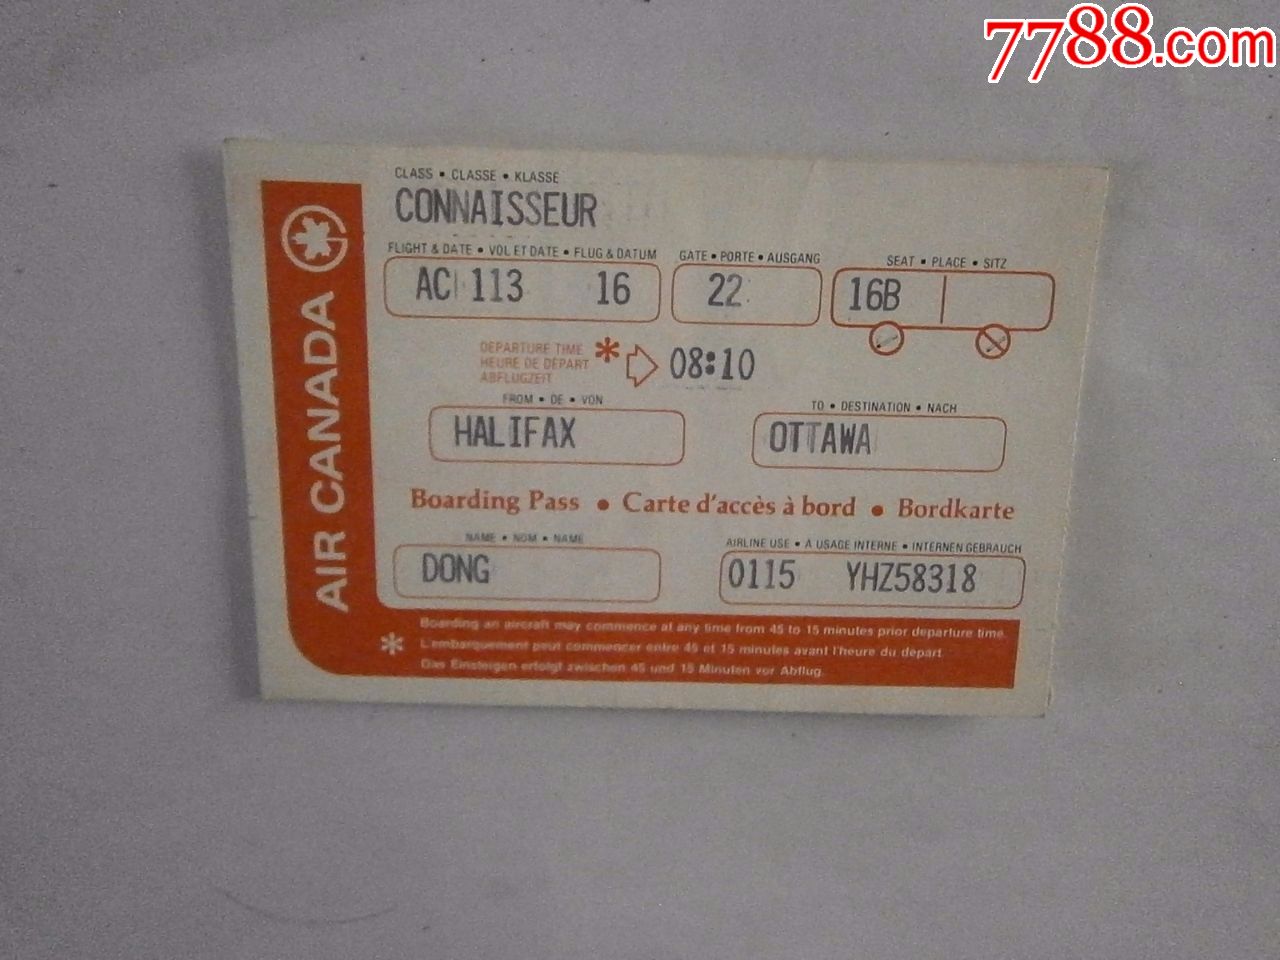 7788.com
CLASS • CLASSE • KLASSE
CONNAISSEUR
FLIGHT & DATE • VOL ET DATE • FLUG & DATUM
GATE • PORTE • AUSGANG
SEAT • PLACE • SITZ
AC 113 16
22
16B
DEPARTURE TIME
HEURE DE DÉPART
ABFLUGZEIT
* 08:10
FROM • DE • VON
TO • DESTINATION • NACH
HALIFAX
OTTAWA
Boarding Pass • Carte d'accès à bord • Bordkarte
NAME • NOM • NAME
AIRLINE USE • A USAGE INTERNE • INTERNEN GEBRAUCH
DONG
0115 YHZ58318
AIR CANADA
* Boarding an aircraft may commence at any time from 45 to 15 minutes prior departure time.
L'embarquement peut commencer entre 45 et 15 minutes avant l'heure du départ.
Das Einsteigen erfolgt zwischen 45 und 15 Minuten vor Abflug.